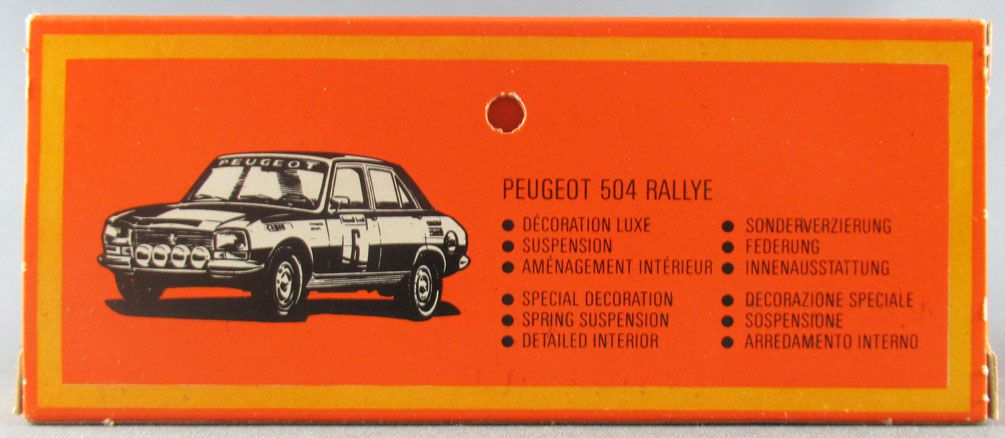 PEUGEOT
6
PEUGEOT 504 RALLYE
● DÉCORATION LUXE
● SUSPENSION
● AMÉNAGEMENT INTÉRIEUR
● SPECIAL DECORATION
● SPRING SUSPENSION
● DETAILED INTERIOR
● SONDERVERZIERUNG
● FEDERUNG
● INNENAUSSTATTUNG
● DECORAZIONE SPECIALE
● SOSPENSIONE
● ARREDAMENTO INTERNO